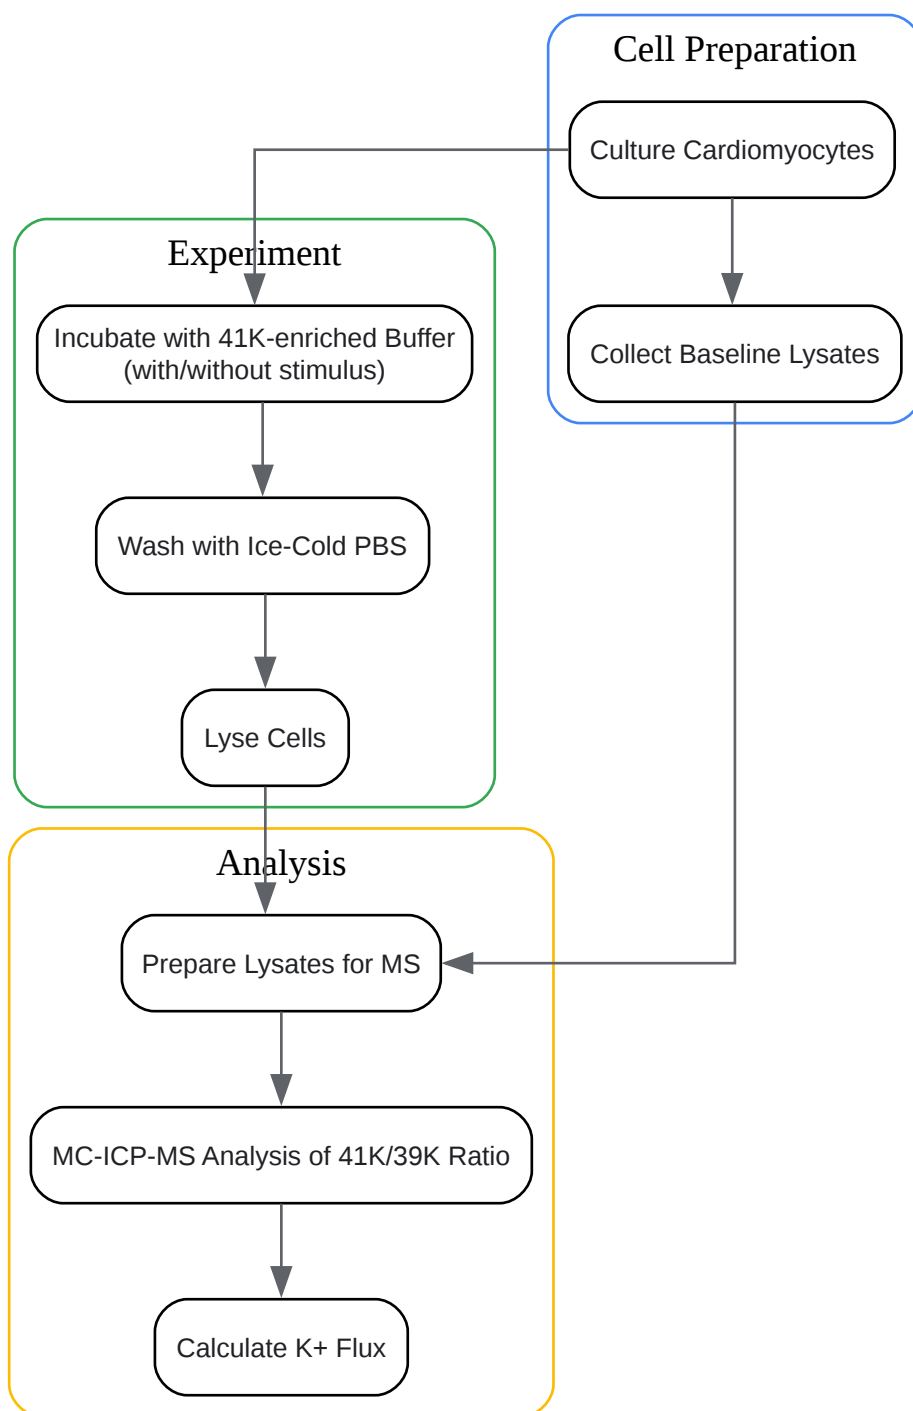 Cell Preparation
Culture Cardiomyocytes
Collect Baseline Lysates
Experiment
Incubate with 41K-enriched Buffer
(with/without stimulus)
Wash with Ice-Cold PBS
Lyse Cells
Analysis
Prepare Lysates for MS
MC-ICP-MS Analysis of 41K/39K Ratio
Calculate K+ Flux